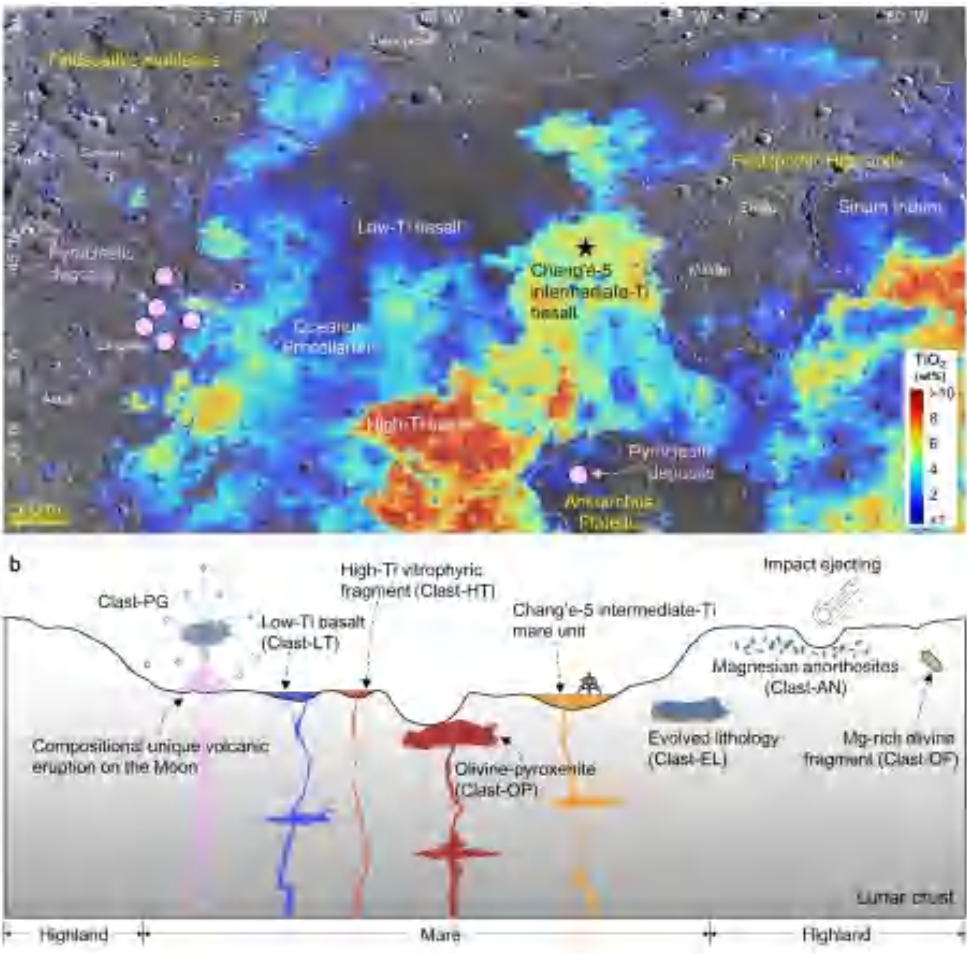 75°W
Feldspathic Highlands
Feldspathic Highlands
Low-Ti basalt
Sinus Iridum
Pyroclastic
deposits
Chang'e-5
intermediate-Ti
basalt
Oceanus
Procellarum
TiO2
(wt%)
>10
8
6
4
2
<1
High-Ti basalt
Pyroclastic
deposits
Aristarchus
Plateau
b
Impact ejecting
High-Ti vitrophyric
fragment (Clast-HT)
Clast-PG
Low-Ti basalt
(Clast-LT)
Chang'e-5 intermediate-Ti
mare unit
Magnesian anorthosites
(Clast-AN)
Compositional unique volcanic
eruption on the Moon
Olivine-pyroxenite
(Clast-OP)
Evolved lithology
(Clast-EL)
Mg-rich olivine
fragment (Clast-OF)
Lunar crust
Highland
Mare
Highland